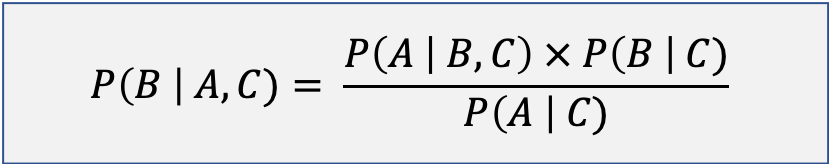 P(B | A, C) = P(A | B, C) × P(B | C) / P(A | C)